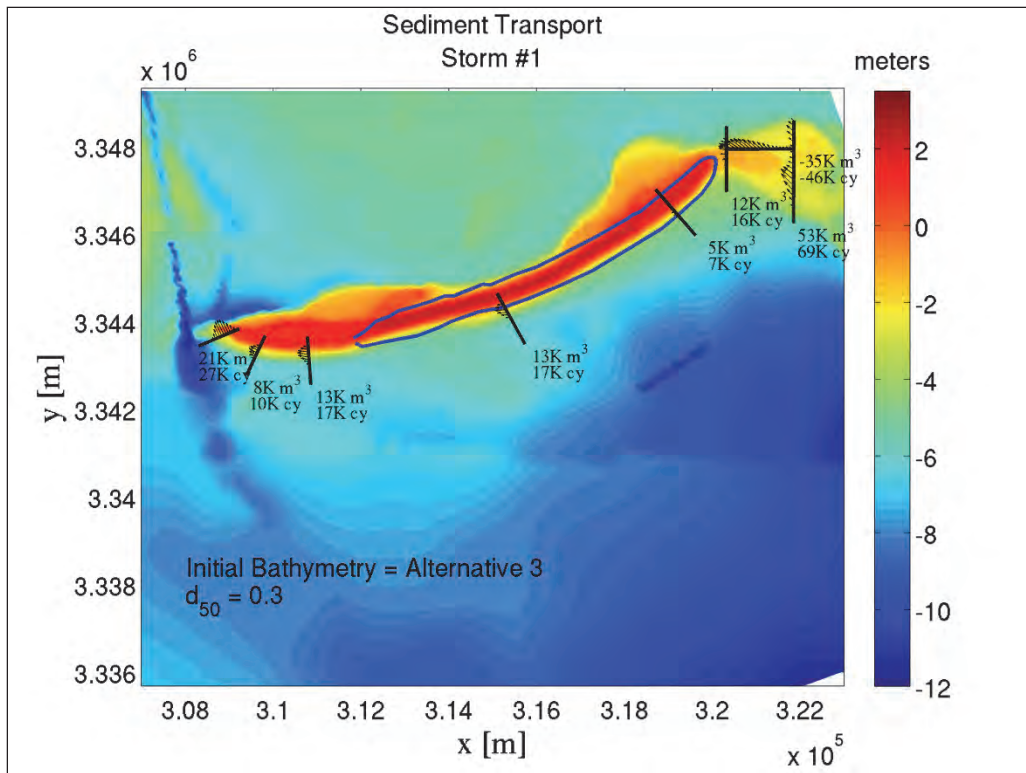 Sediment Transport
Storm #1
x 10^6
meters
3.348
3.346
3.344
3.342
3.34
3.338
3.336
y [m]
-35K m^3
-46K cy
12K m^3
16K cy
53K m^3
69K cy
5K m^3
7K cy
13K m^3
17K cy
21K m
27K cy
8K m^3
10K cy
13K m^3
17K cy
Initial Bathymetry = Alternative 3
d_50 = 0.3
3.08
3.1
3.12
3.14
3.16
3.18
3.2
3.22
x [m]
x 10^5
2
0
-2
-4
-6
-8
-10
-12